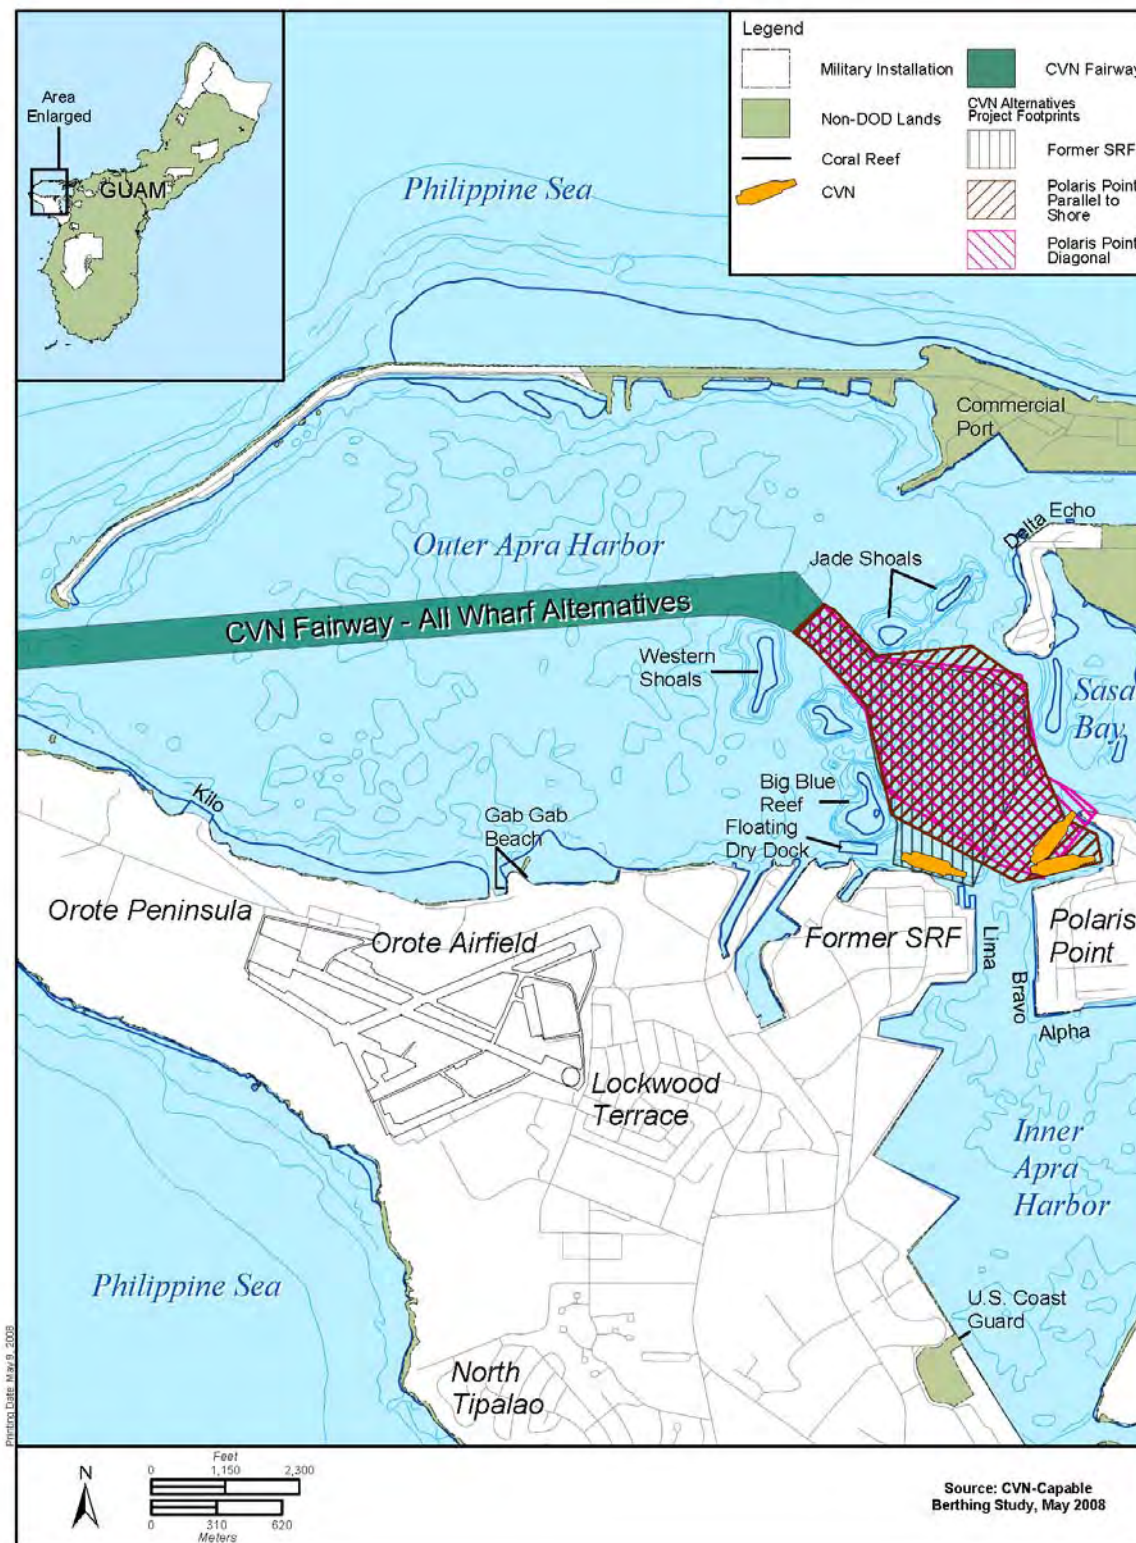 Area
Enlarged
GUAM
Legend
Military Installation
Non-DOD Lands
Coral Reef
CVN
CVN Fairway
CVN Alternatives
Project Footprints
Former SRF
Polaris Point
Parallel to
Shore
Polaris Point
Diagonal
Philippine Sea
Commercial
Port
Outer Apra Harbor
Delta
Echo
Jade Shoals
CVN Fairway - All Wharf Alternatives
Western
Shoals
Sasa
Bay
Kilo
Gab Gab
Beach
Big Blue
Reef
Floating
Dry Dock
Orote Peninsula
Orote Airfield
Former SRF
Lima
Polaris
Point
Bravo
Alpha
Lockwood
Terrace
Inner
Apra
Harbor
Philippine Sea
U.S. Coast
Guard
North
Tipalao
Printing Date: May 9, 2008
N
Feet
0 1,150 2,300
0 310 620
Meters
Source: CVN-Capable
Berthing Study, May 2008